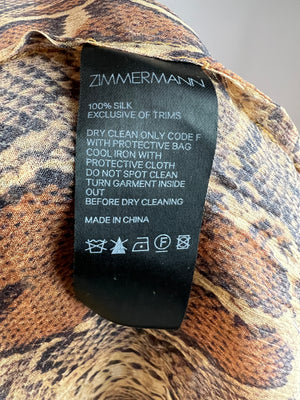 ZIMMERMANN
100% SILK
EXCLUSIVE OF TRIMS
DRY CLEAN ONLY CODE F
WITH PROTECTIVE BAG
COOL IRON WITH
PROTECTIVE CLOTH
DO NOT SPOT CLEAN
TURN GARMENT INSIDE
OUT
BEFORE DRY CLEANING
MADE IN CHINA
F